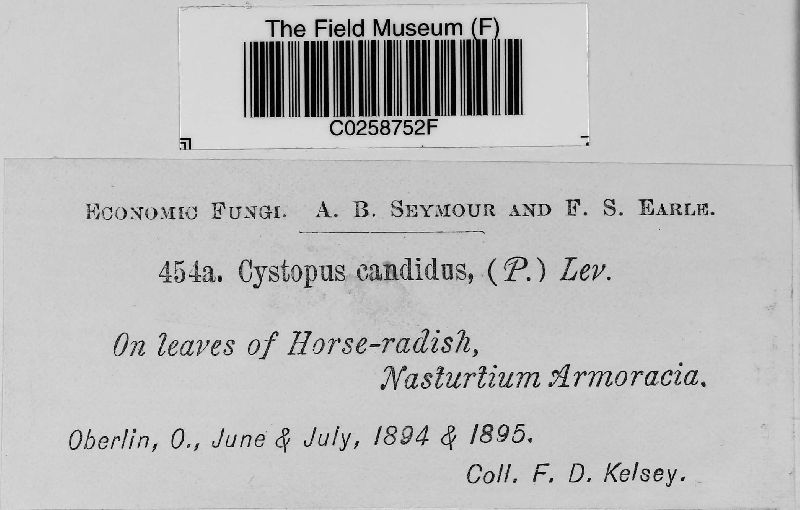 The Field Museum (F)
C0258752F
Economic Fungi. A. B. Seymour and F. S. Earle.
454a. Cystopus candidus, (P.) Lev.
On leaves of Horse-radish,
Nasturtium Armoracia.
Oberlin, O., June & July, 1894 & 1895.
Coll. F. D. Kelsey.